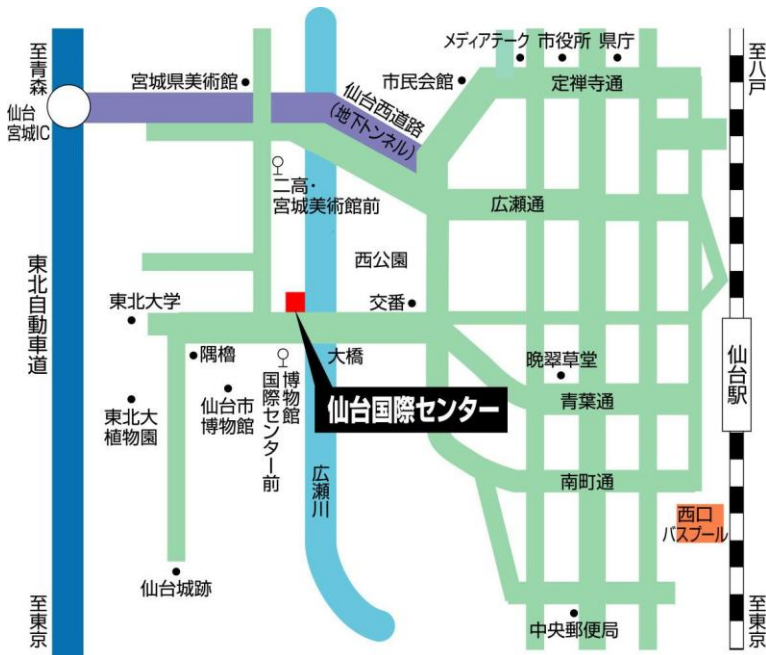 至青森
仙台
宮城IC
宮城県美術館
仙台西道路
(地下トンネル)
市民会館
メディアテーク
市役所
県庁
定禅寺通
至八戸
二高・
宮城美術館前
広瀬通
西公園
東北自動車道
東北大学
交番
大橋
隅櫓
晩翠草堂
仙台駅
東北大
植物園
仙台市
博物館
博物館
国際センター前
仙台国際センター
青葉通
広瀬川
南町通
西口
バスプール
仙台城跡
中央郵便局
至東京
至東京